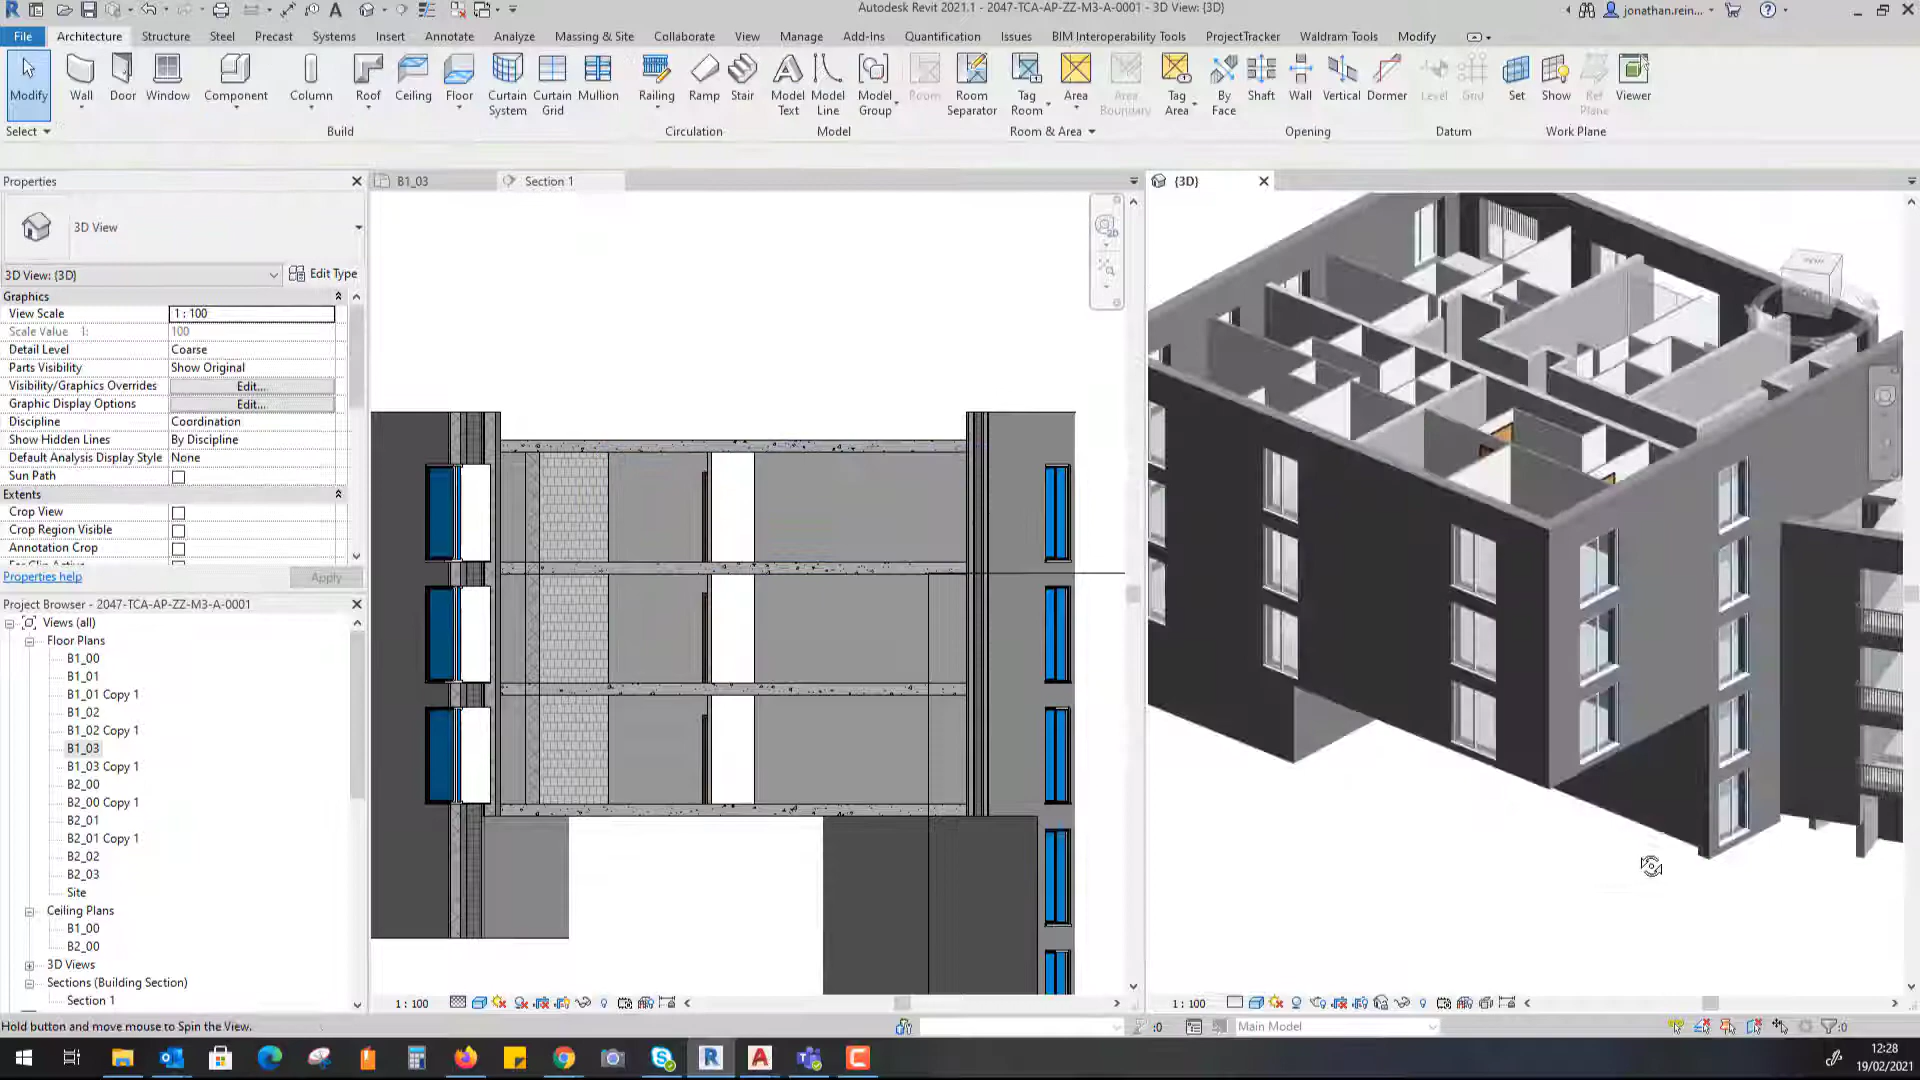 Autodesk Revit 2021.1 - 2047-TCA-AP-ZZ-M3-A-0001 - 3D View: {3D}
jonathan.rein...
File Architecture Structure Steel Precast Systems Insert Annotate Analyze Massing & Site Collaborate View Manage Add-Ins Quantification Issues BIM Interoperability Tools ProjectTracker Waldram Tools Modify
Modify Wall Door Window Component Column Roof Ceiling Floor Curtain System Curtain Grid Mullion Railing Ramp Stair Model Text Model Line Model Group Room Room Separator Tag Room Area Area Boundary Tag Area By Face Shaft Wall Vertical Dormer Level Grid Set Show Ref Plane Viewer
Select Build Circulation Model Room & Area Opening Datum Work Plane
Properties
B1_03
Section 1
{3D}
3D View
3D View: {3D}
Edit Type
Graphics
View Scale 1 : 100
Scale Value 1: 100
Detail Level Coarse
Parts Visibility Show Original
Visibility/Graphics Overrides Edit...
Graphic Display Options Edit...
Discipline Coordination
Show Hidden Lines By Discipline
Default Analysis Display Style None
Sun Path
Extents
Crop View
Crop Region Visible
Annotation Crop
Properties help
Apply
Project Browser - 2047-TCA-AP-ZZ-M3-A-0001
Views (all)
Floor Plans
B1_00
B1_01
B1_01 Copy 1
B1_02
B1_02 Copy 1
B1_03
B1_03 Copy 1
B2_00
B2_00 Copy 1
B2_01
B2_01 Copy 1
B2_02
B2_03
Site
Ceiling Plans
B1_00
B2_00
3D Views
Sections (Building Section)
Section 1
1 : 100
1 : 100
Hold button and move mouse to Spin the View.
:0
Main Model
:0
12:28
19/02/2021